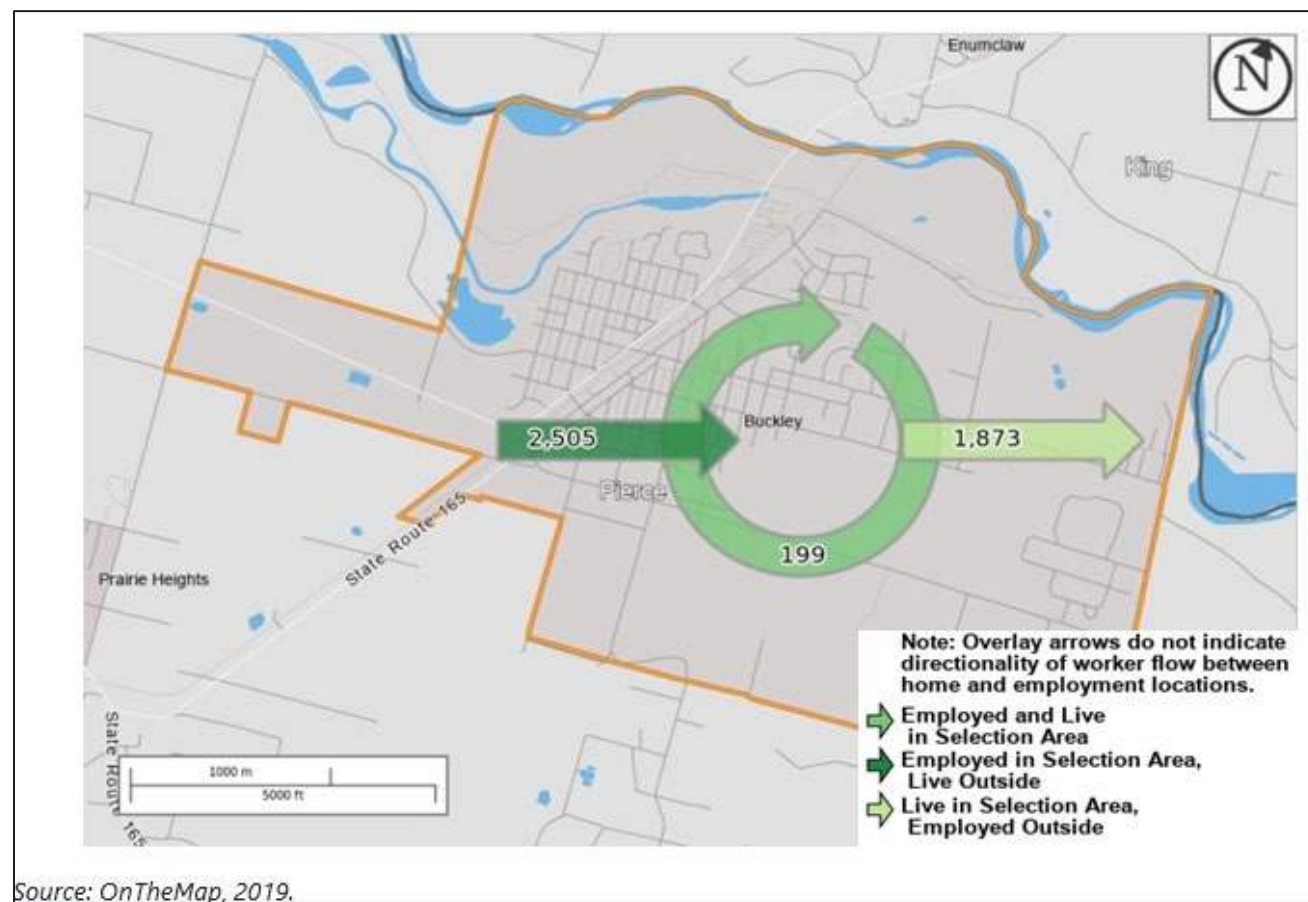 Enumclaw
N
King
2,505
Buckley
1,873
Pierce
199
State Route 165
Prairie Heights
State Route 165
1000 m
5000 ft
Note: Overlay arrows do not indicate
directionality of worker flow between
home and employment locations.
Employed and Live
in Selection Area
Employed in Selection Area,
Live Outside
Live in Selection Area,
Employed Outside
Source: OnTheMap, 2019.